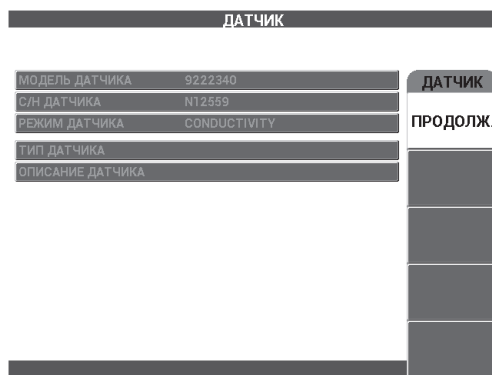 ДАТЧИК
МОДЕЛЬ ДАТЧИКА 9222340
С/Н ДАТЧИКА N12559
РЕЖИМ ДАТЧИКА CONDUCTIVITY
ТИП ДАТЧИКА
ОПИСАНИЕ ДАТЧИКА
ДАТЧИК
ПРОДОЛЖ.